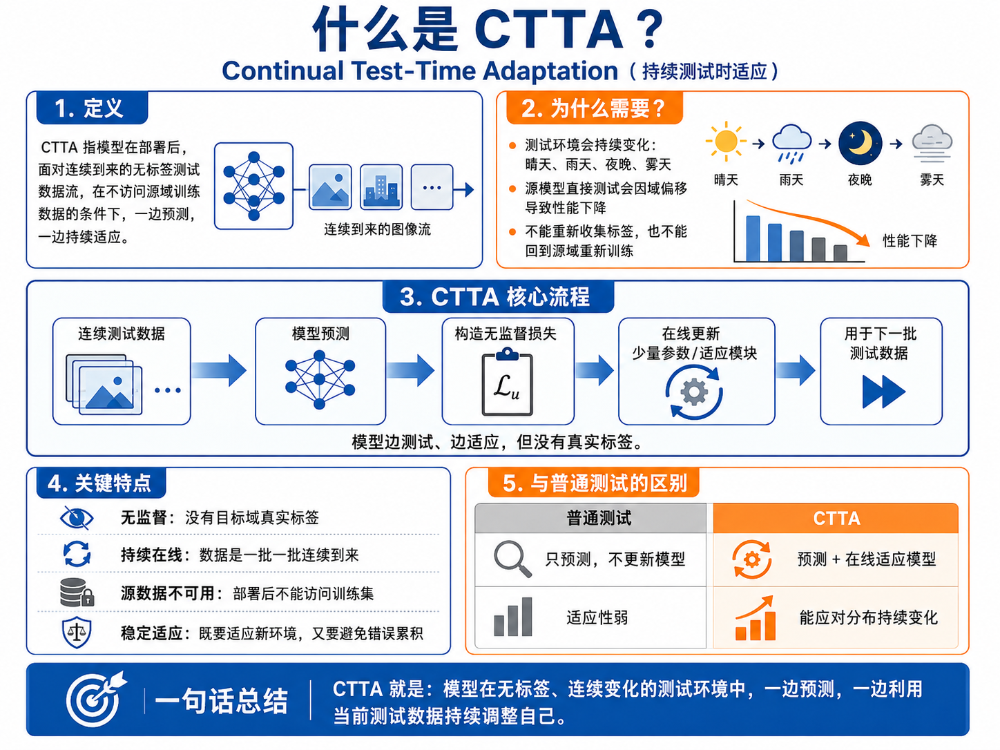 什么是 CTTA？
Continual Test-Time Adaptation（持续测试时适应）
1. 定义
CTTA 指模型在部署后，
面对连续到来的无标签测试
数据流，在不访问源域训练
数据的条件下，一边预测，
一边持续适应。
...
连续到来的图像流
2. 为什么需要？
测试环境会持续变化：
晴天、雨天、夜晚、雾天
源模型直接测试会因域偏移
导致性能下降
不能重新收集标签，也不能
回到源域重新训练
晴天
雨天
夜晚
雾天
性能下降
3. CTTA 核心流程
连续测试数据
...
模型预测
构造无监督损失
ℒu
在线更新
少量参数/适应模块
用于下一批
测试数据
模型边测试、边适应，但没有真实标签。
4. 关键特点
无监督：没有目标域真实标签
持续在线：数据是一批一批连续到来
源数据不可用：部署后不能访问训练集
稳定适应：既要适应新环境，又要避免错误累积
5. 与普通测试的区别
普通测试
CTTA
只预测，不更新模型
预测 + 在线适应模型
适应性弱
能应对分布持续变化
一句话总结
CTTA 就是：模型在无标签、连续变化的测试环境中，一边预测，一边利用
当前测试数据持续调整自己。